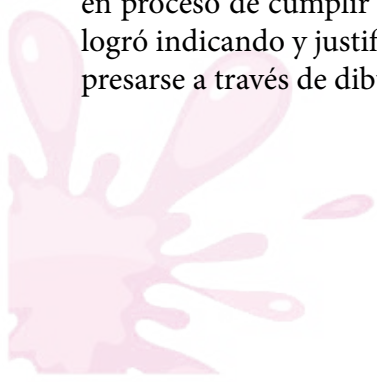 en proceso de cumplir
logró indicando y justif
presarse a través de dib